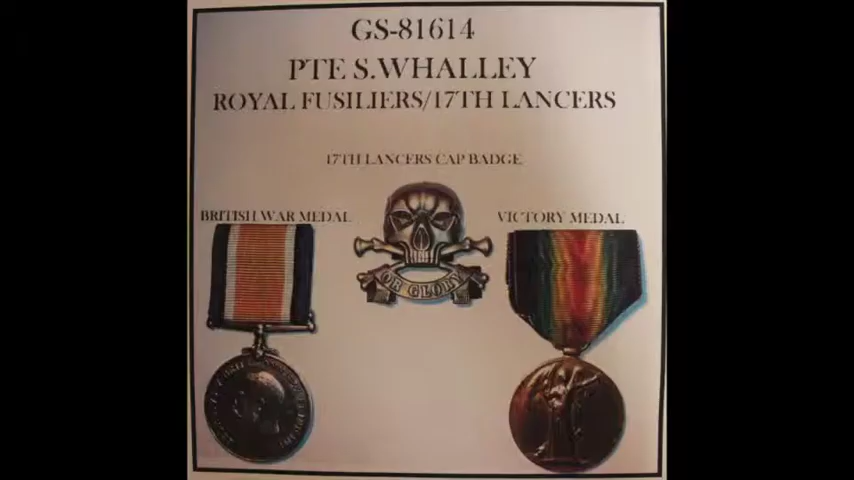 GS-81614
PTE S.WHALLEY
ROYAL FUSILIERS/17TH LANCERS
17TH LANCERS CAP BADGE
BRITISH WAR MEDAL
VICTORY MEDAL
OR GLORY